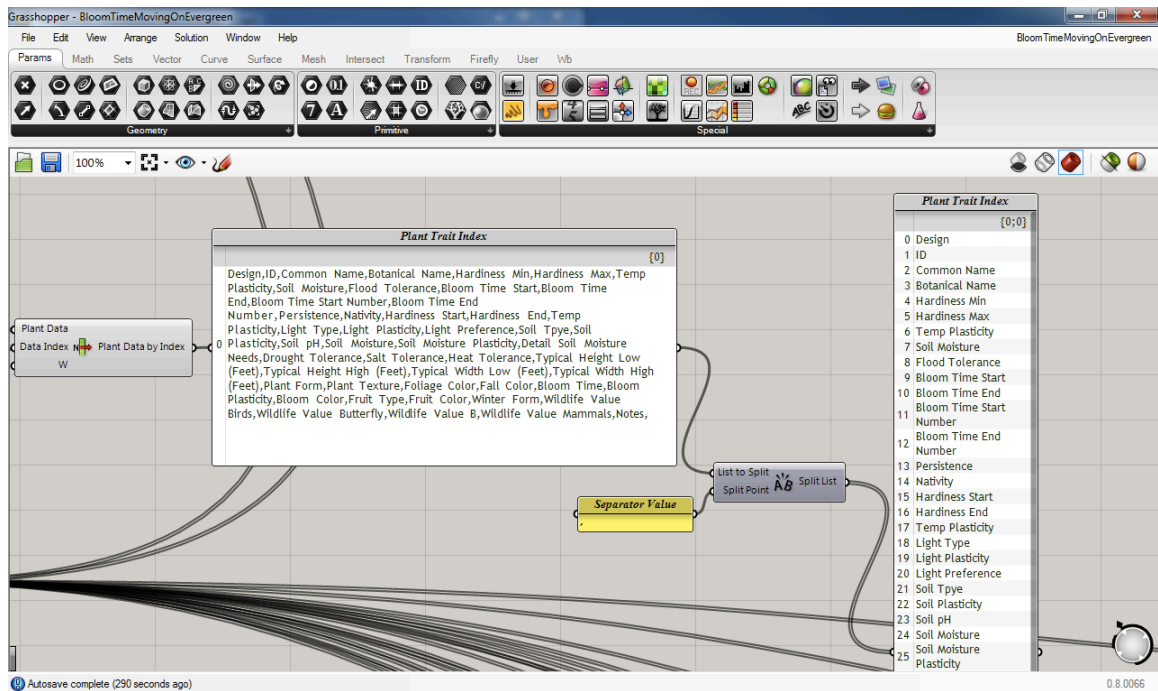 Grasshopper - BloomTimeMovingOnEvergreen
File Edit View Arrange Solution Window Help
BloomTimeMovingOnEvergreen
Params Math Sets Vector Curve Surface Mesh Intersect Transform Firefly User Wb
Geometry
Primitive
Special
100%
Plant Trait Index
{0}
Design,ID,Common Name,Botanical Name,Hardiness Min,Hardiness Max,Temp
Plasticity,Soil Moisture,Flood Tolerance,Bloom Time Start,Bloom Time
End,Bloom Time Start Number,Bloom Time End
Number,Persistence,Nativity,Hardiness Start,Hardiness End,Temp
Plasticity,Light Type,Light Plasticity,Light Preference,Soil Tpye,Soil
0 Plasticity,Soil pH,Soil Moisture,Soil Moisture Plasticity,Detail Soil Moisture
Needs,Drought Tolerance,Salt Tolerance,Heat Tolerance,Typical Height Low
(Feet),Typical Height High (Feet),Typical Width Low (Feet),Typical Width High
(Feet),Plant Form,Plant Texture,Foliage Color,Fall Color,Bloom Time,Bloom
Plasticity,Bloom Color,Fruit Type,Fruit Color,Winter Form,Wildlife Value
Birds,Wildlife Value Butterfly,Wildlife Value B,Wildlife Value Mammals,Notes,
Plant Data
Data Index N Plant Data by Index
W
List to Split
Split Point A B Split List
Separator Value
,
Plant Trait Index
{0;0}
0 Design
1 ID
2 Common Name
3 Botanical Name
4 Hardiness Min
5 Hardiness Max
6 Temp Plasticity
7 Soil Moisture
8 Flood Tolerance
9 Bloom Time Start
10 Bloom Time End
11 Bloom Time Start
Number
12 Bloom Time End
Number
13 Persistence
14 Nativity
15 Hardiness Start
16 Hardiness End
17 Temp Plasticity
18 Light Type
19 Light Plasticity
20 Light Preference
21 Soil Tpye
22 Soil Plasticity
23 Soil pH
24 Soil Moisture
25 Soil Moisture
Plasticity
Autosave complete (290 seconds ago)
0.8.0066